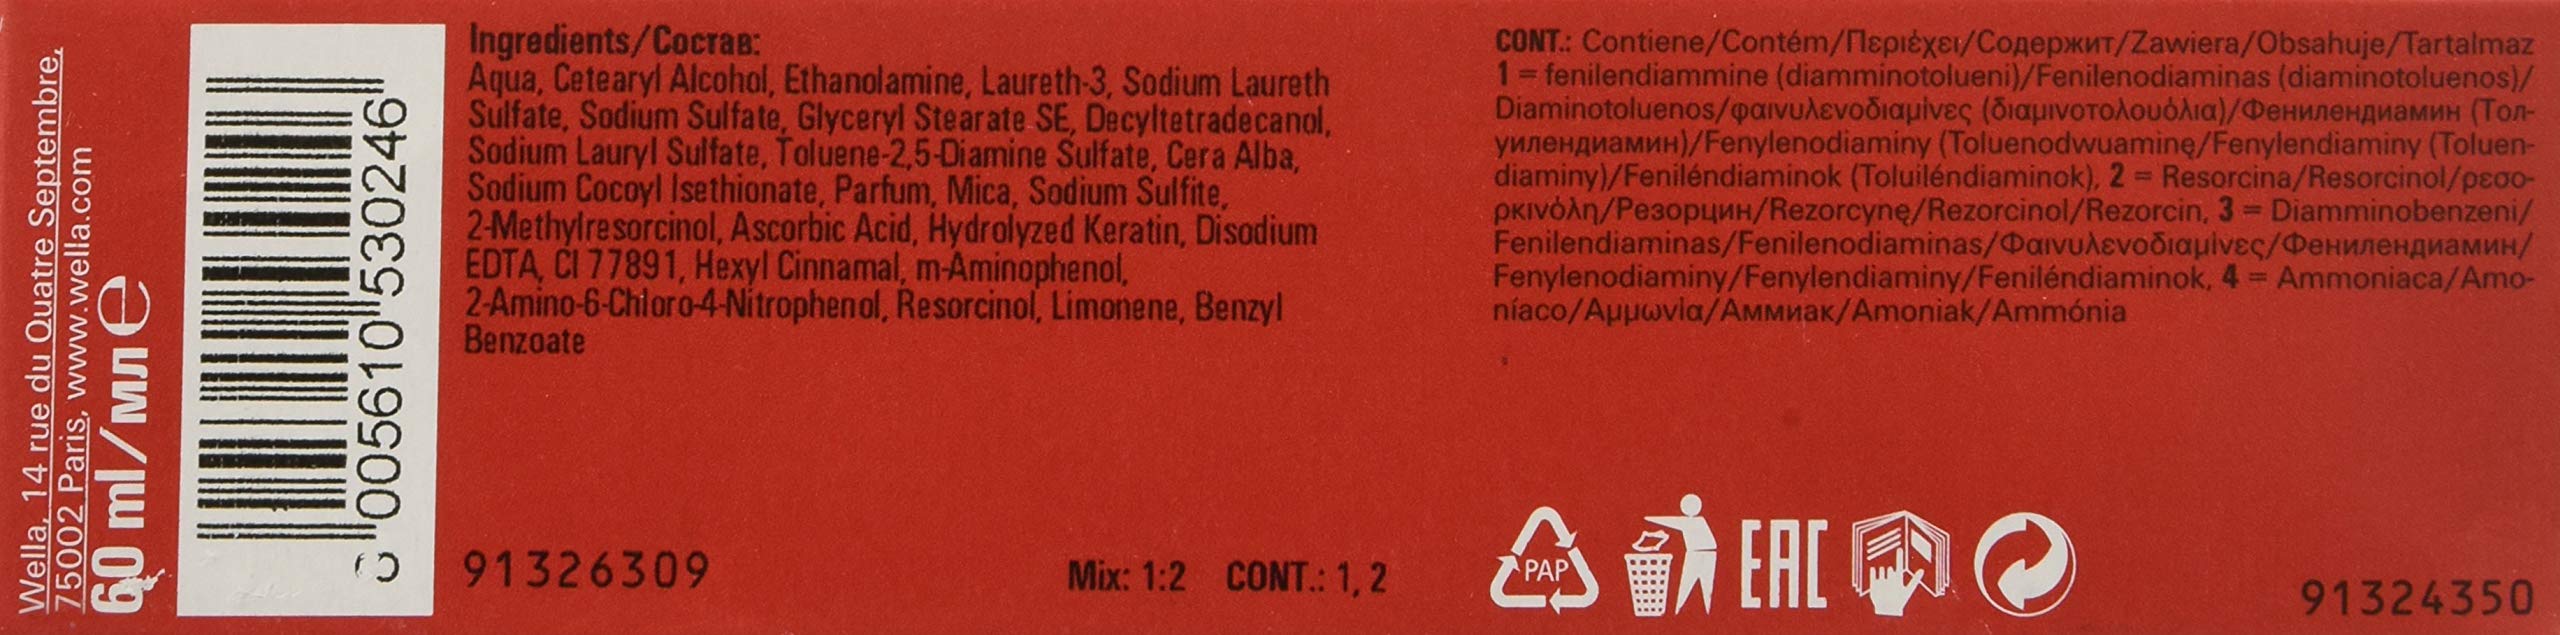 Wella, 14 rue du Quatre Septembre,
75002 Paris, www.wella.com
60 ml/мл e
005610 530246
Ingredients/Состав:
Aqua, Cetearyl Alcohol, Ethanolamine, Laureth-3, Sodium Laureth
Sulfate, Sodium Sulfate, Glyceryl Stearate SE, Decyltetradecanol,
Sodium Lauryl Sulfate, Toluene-2,5-Diamine Sulfate, Cera Alba,
Sodium Cocoyl Isethionate, Parfum, Mica, Sodium Sulfite,
2-Methylresorcinol, Ascorbic Acid, Hydrolyzed Keratin, Disodium
EDTA, CI 77891, Hexyl Cinnamal, m-Aminophenol,
2-Amino-6-Chloro-4-Nitrophenol, Resorcinol, Limonene, Benzyl
Benzoate
91326309
Mix: 1:2 CONT.: 1, 2
CONT.: Contiene/Contém/Περιέχει/Содержит/Zawiera/Obsahuje/Tartalmaz
1 = fenilendiammine (diamminotolueni)/Fenilenodiaminas (diaminotoluenos)/
Diaminotoluenos/φαινυλενοδιαμίνες (διαμινοτολουόλια)/Фенилендиамин (Тол-
уилендиамин)/Fenylenodiaminy (Toluenodwuaminę/Fenylendiaminy (Toluen-
diaminy)/Feniléndiaminok (Toluiléndiaminok), 2 = Resorcina/Resorcinol/ρεσο-
ρκινόλη/Резорцин/Rezorcynę/Rezorcinol/Rezorcin, 3 = Diamminobenzeni/
Fenilendiaminas/Fenilenodiaminas/Φαινυλενοδιαμίνες/Фенилендиамин/
Fenylenodiaminy/Fenylendiaminy/Feniléndiaminok, 4 = Ammoniaca/Amo-
níaco/Αμμωνία/Аммиак/Amoniak/Ammónia
PAP
EAC
91324350